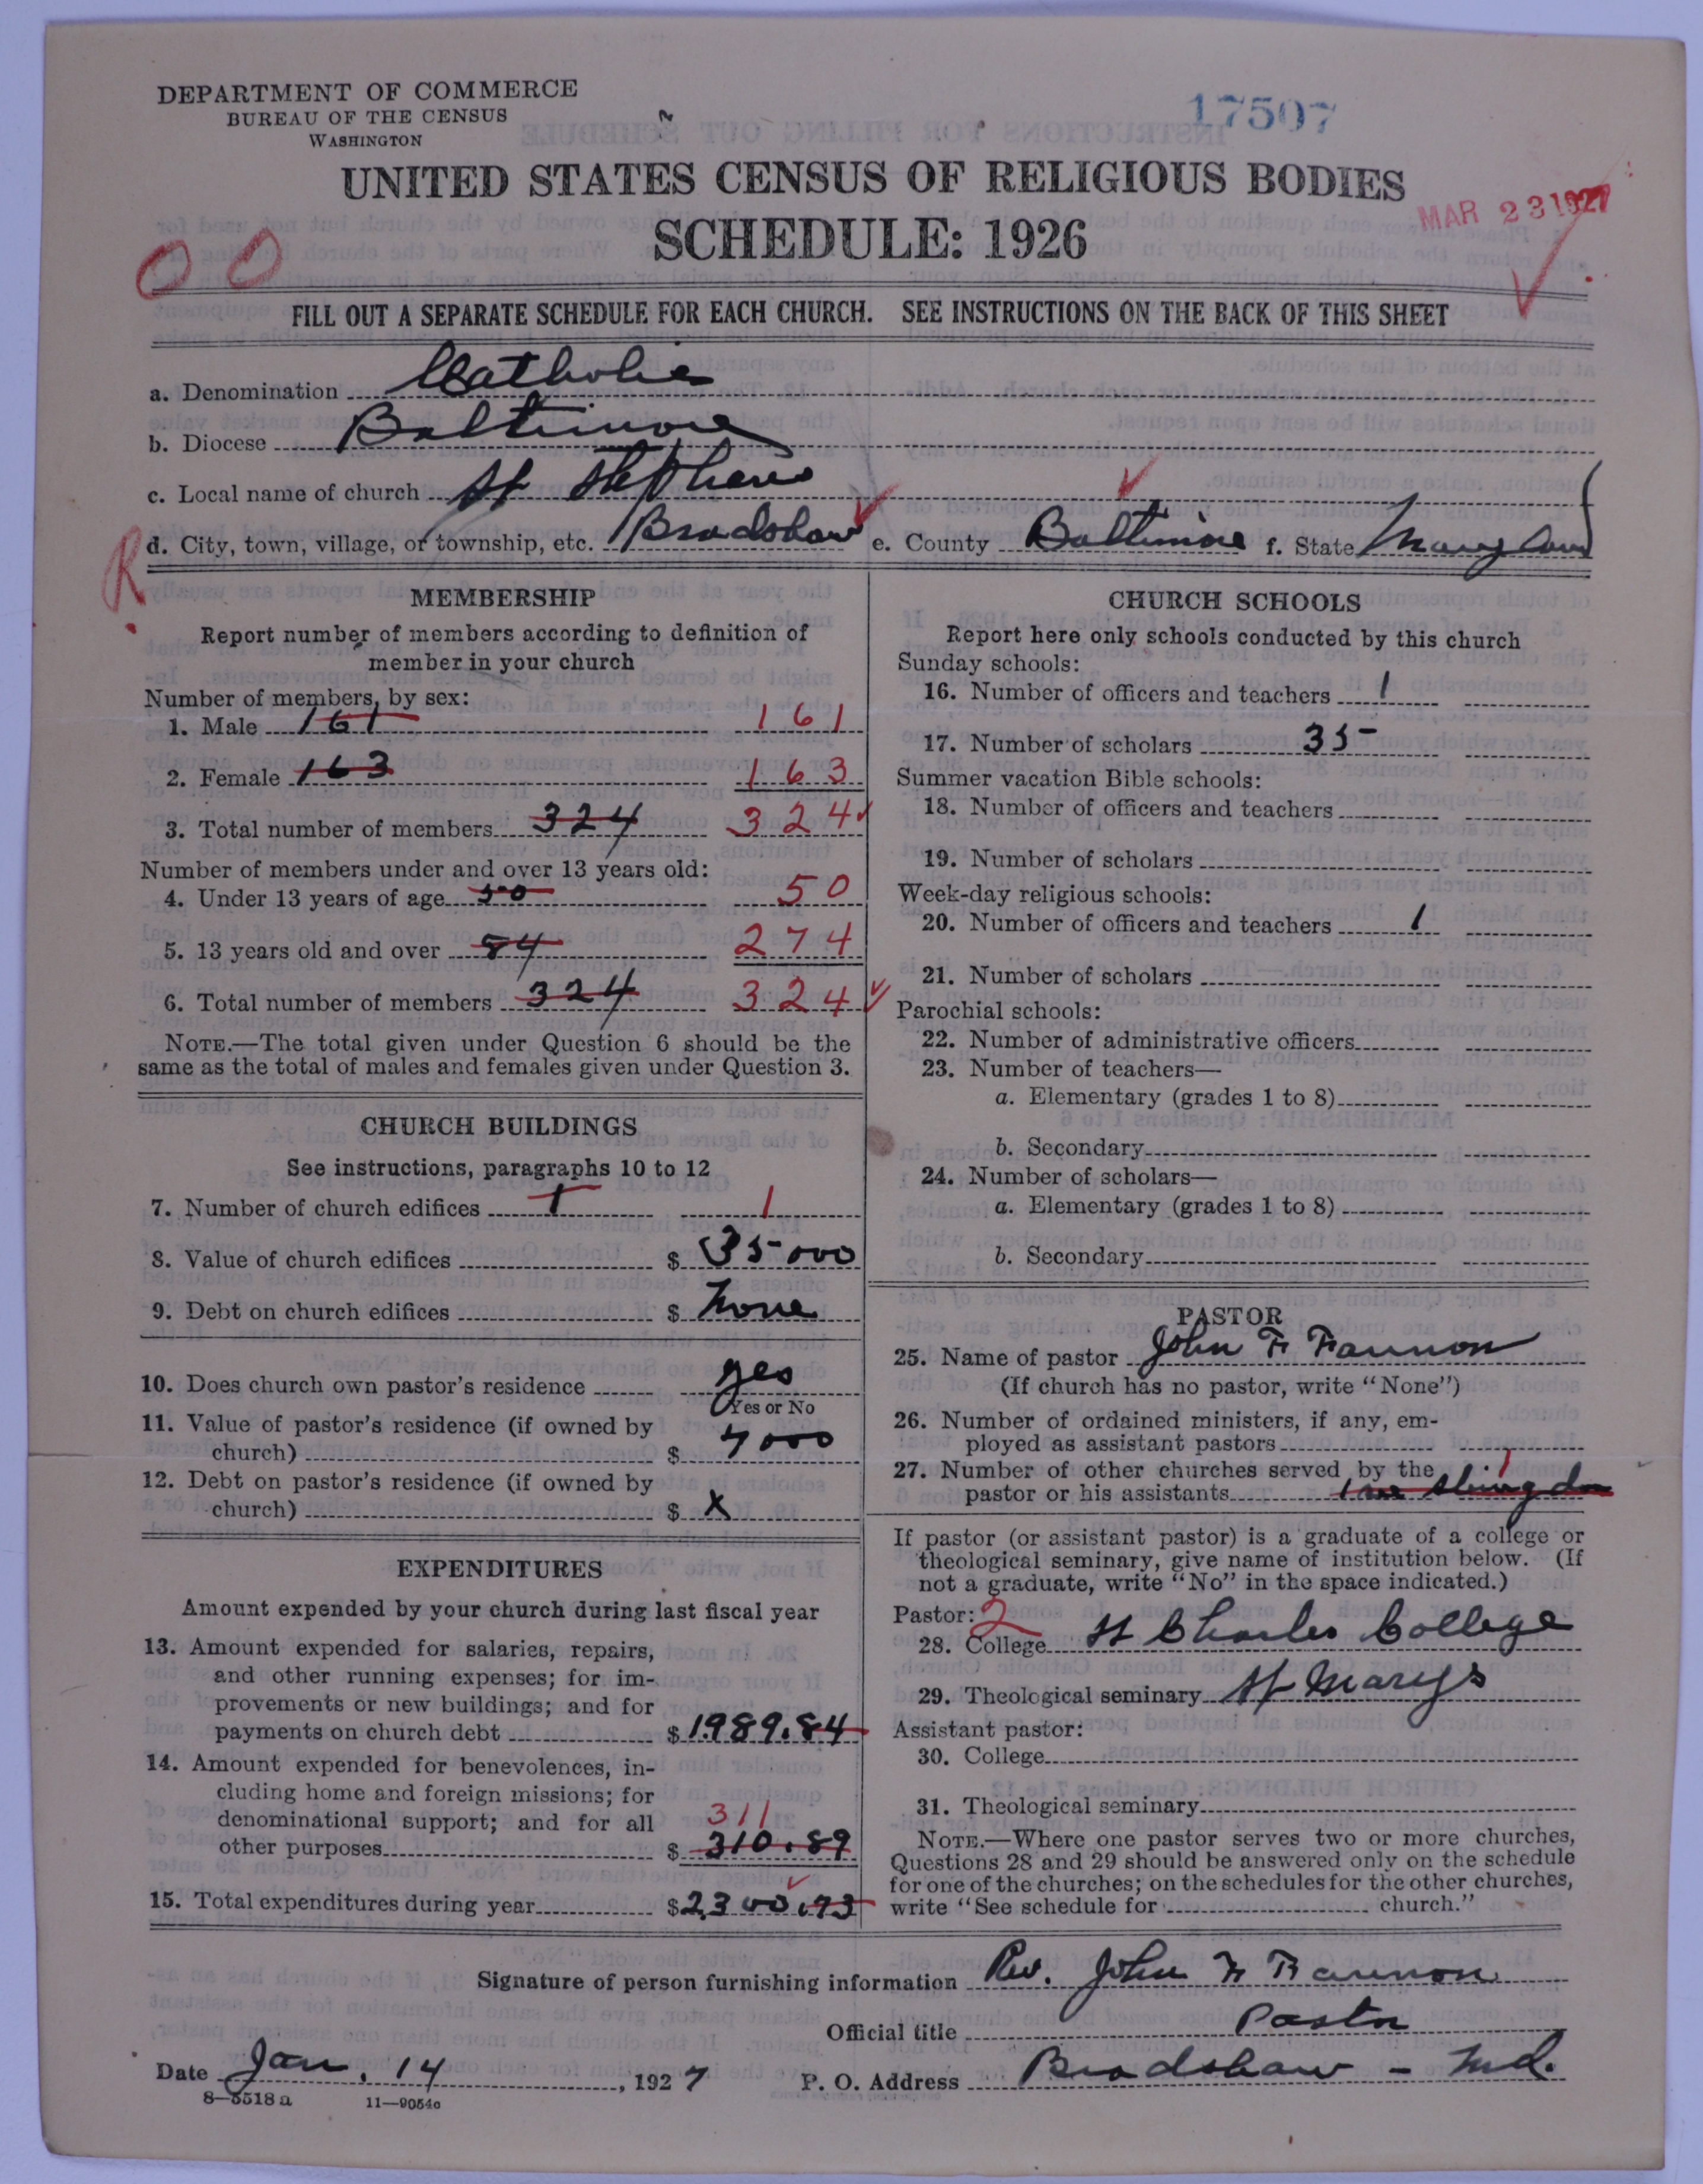 DEPARTMENT OF COMMERCE
BUREAU OF THE CENSUS
WASHINGTON
17507
UNITED STATES CENSUS OF RELIGIOUS BODIES
SCHEDULE: 1926
MAR 23 1927
00
FILL OUT A SEPARATE SCHEDULE FOR EACH CHURCH. SEE INSTRUCTIONS ON THE BACK OF THIS SHEET
a. Denomination Catholic
b. Diocese Baltimore
c. Local name of church St Stephens
R. d. City, town, village, or township, etc. Bradshaw e. County Baltimore f. State Maryland
MEMBERSHIP
Report number of members according to definition of
member in your church
Number of members, by sex:
1. Male 161 161
2. Female 163 163
3. Total number of members 324 324
Number of members under and over 13 years old:
4. Under 13 years of age 50 50
5. 13 years old and over 84 274
6. Total number of members 324 324
NOTE.—The total given under Question 6 should be the
same as the total of males and females given under Question 3.
CHURCH BUILDINGS
See instructions, paragraphs 10 to 12
7. Number of church edifices 1 1
8. Value of church edifices $ 35000
9. Debt on church edifices $ None
10. Does church own pastor's residence yes
Yes or No
11. Value of pastor's residence (if owned by
church) $ 7000
12. Debt on pastor's residence (if owned by
church) $ X
EXPENDITURES
Amount expended by your church during last fiscal year
13. Amount expended for salaries, repairs,
and other running expenses; for im-
provements or new buildings; and for
payments on church debt $ 1989.84
14. Amount expended for benevolences, in-
cluding home and foreign missions; for
denominational support; and for all 311
other purposes $ 310.89
15. Total expenditures during year $ 2300.73
CHURCH SCHOOLS
Report here only schools conducted by this church
Sunday schools:
16. Number of officers and teachers 1
17. Number of scholars 35
Summer vacation Bible schools:
18. Number of officers and teachers
19. Number of scholars
Week-day religious schools:
20. Number of officers and teachers 1
21. Number of scholars
Parochial schools:
22. Number of administrative officers
23. Number of teachers—
a. Elementary (grades 1 to 8)
b. Secondary
24. Number of scholars—
a. Elementary (grades 1 to 8)
b. Secondary
PASTOR
25. Name of pastor John F Fannon
(If church has no pastor, write "None")
26. Number of ordained ministers, if any, em-
ployed as assistant pastors
27. Number of other churches served by the 1
pastor or his assistants
If pastor (or assistant pastor) is a graduate of a college or
theological seminary, give name of institution below. (If
not a graduate, write "No" in the space indicated.)
Pastor: 2
28. College St Charles College
29. Theological seminary St Marys
Assistant pastor:
30. College
31. Theological seminary
NOTE.—Where one pastor serves two or more churches,
Questions 28 and 29 should be answered only on the schedule
for one of the churches; on the schedules for the other churches,
write "See schedule for church."
Signature of person furnishing information Rev. John F Fannon
Official title Pastor
Date Jan. 14, 1927 P. O. Address Bradshaw - Md.
8—5518a 11—9054c